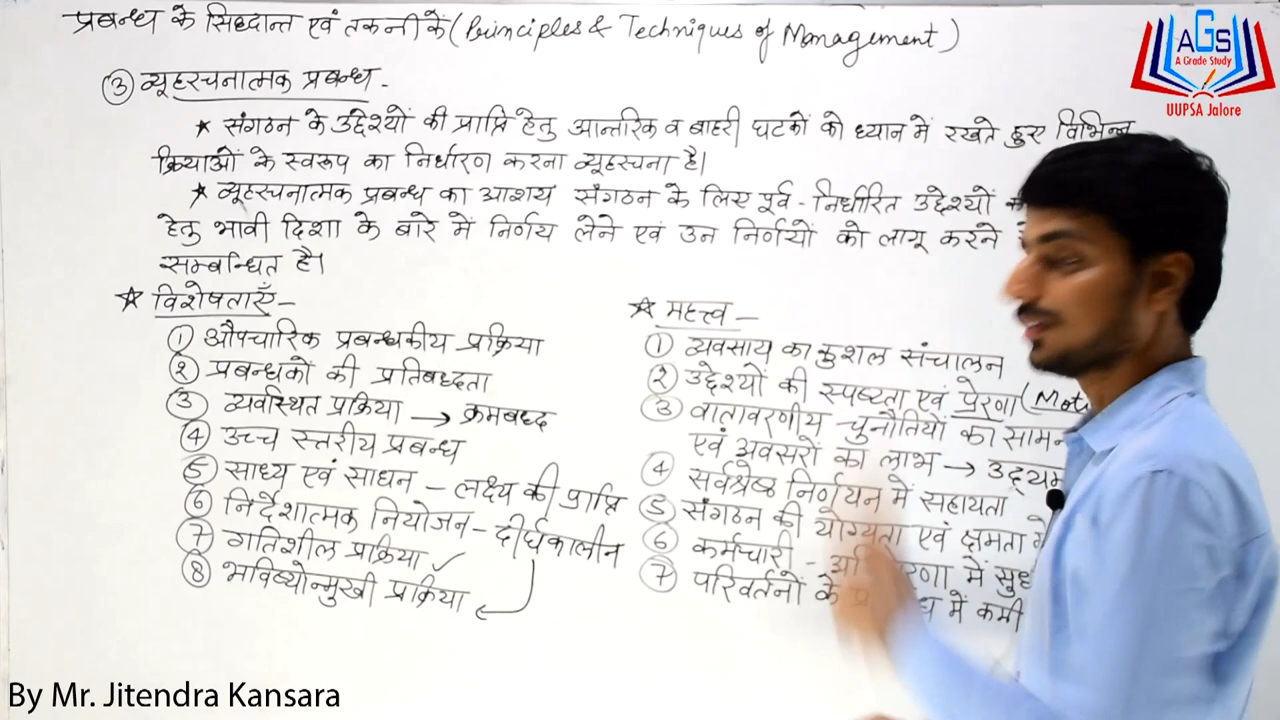 प्रबन्ध के सिद्धान्त एवं तकनीकें (Principles & Techniques of Management)
AGS
A Grade Study
UUPSA Jalore
③ व्यूहरचनात्मक प्रबन्ध -
★ संगठन के उद्देश्यों की प्राप्ति हेतु आन्तरिक व बाहरी घटकों को ध्यान में रखते हुए विभिन्न
क्रियाओं के स्वरूप का निर्धारण करना व्यूहरचना है।
★ व्यूहरचनात्मक प्रबन्ध का आशय संगठन के लिए पूर्व - निर्धारित उद्देश्यों
हेतु भावी दिशा के बारे में निर्णय लेने एवं उन निर्णयों को लागू करने
सम्बन्धित है।
★ विशेषताएँ -
① औपचारिक प्रबन्धकीय प्रक्रिया
② प्रबन्धकों की प्रतिबध्दता
③ व्यवस्थित प्रक्रिया → क्रमबध्द
④ उच्च स्तरीय प्रबन्ध
⑤ साध्य एवं साधन - लक्ष्य की प्राप्ति
⑥ निर्देशात्मक नियोजन - दीर्घकालीन
⑦ गतिशील प्रक्रिया ✓
⑧ भविष्योन्मुखी प्रक्रिया
★ महत्त्व -
① व्यवसाय का कुशल संचालन
② उद्देश्यों की स्पष्टता एवं प्रेरणा (
③ वातावरणीय चुनौतियों का
एवं अवसरों का लाभ →
④ सर्वश्रेष्ठ निर्णयन में सहायता
⑤ संगठन की योग्यता एवं क्षमता
⑥ कर्मचारी - में
⑦ परिवर्तनों के में कमी
By Mr. Jitendra Kansara